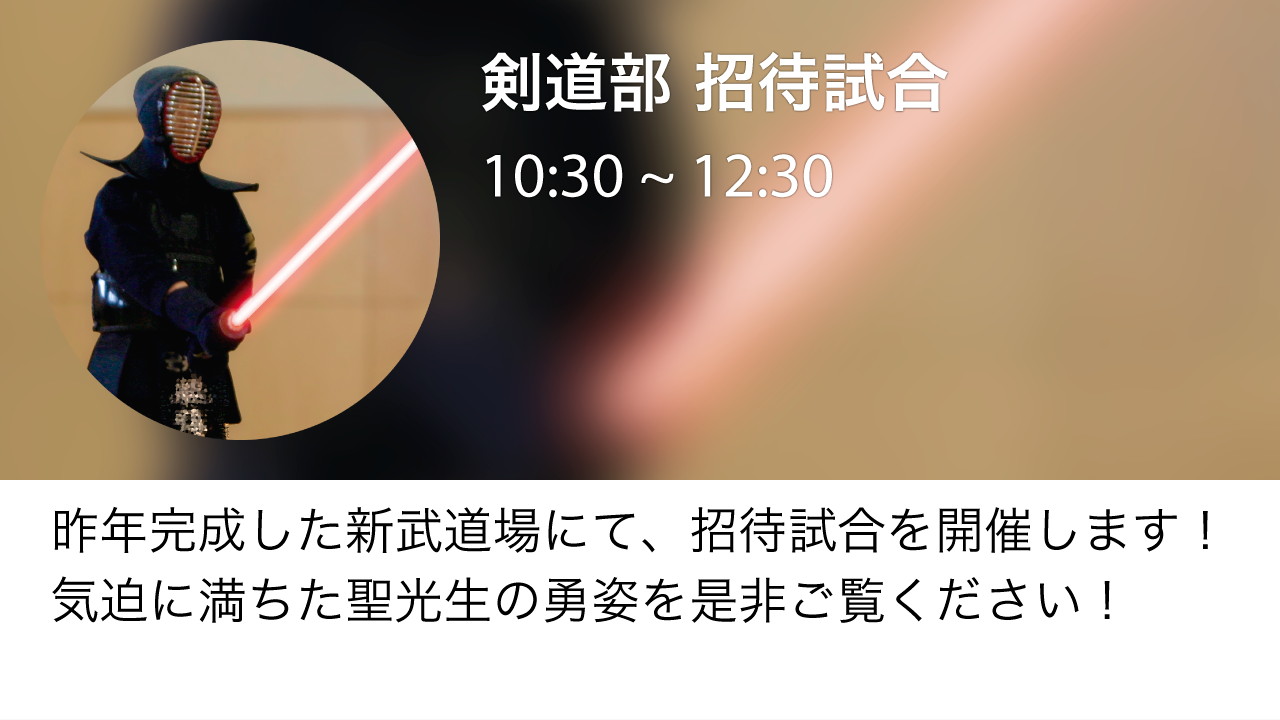 剣道部 招待試合
10:30 ~ 12:30
昨年完成した新武道場にて、招待試合を開催します！
気迫に満ちた聖光生の勇姿を是非ご覧ください！